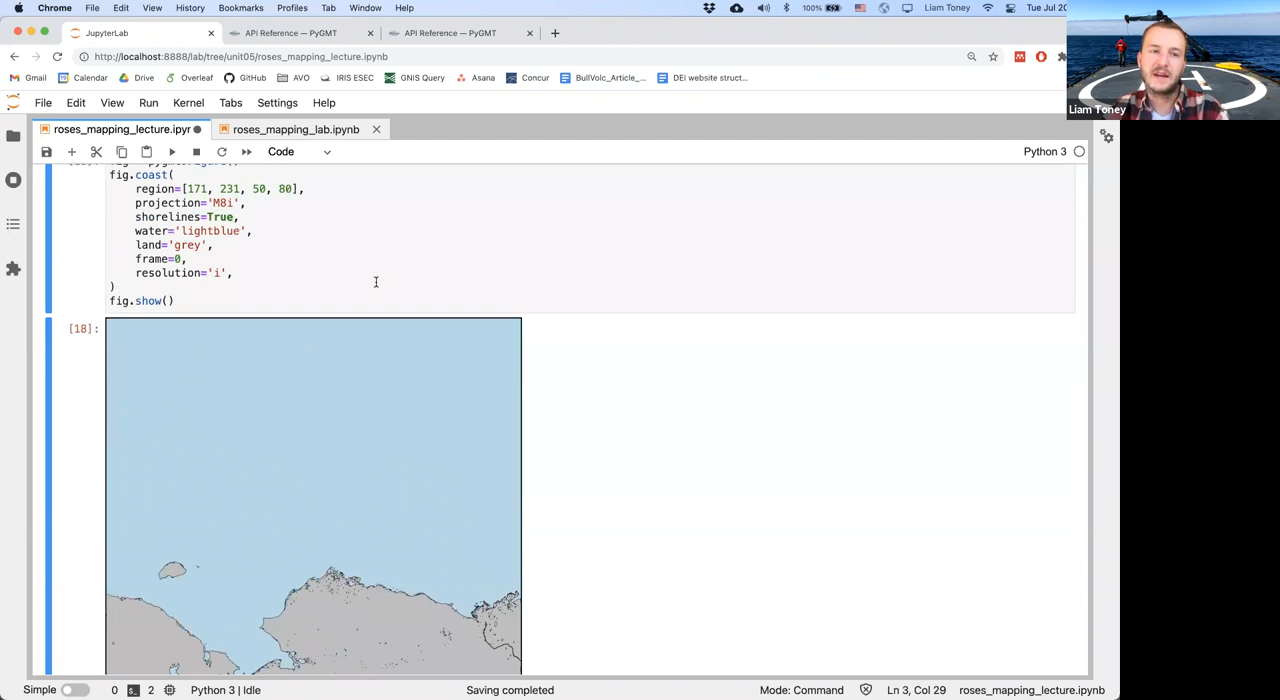 Chrome File Edit View History Bookmarks Profiles Tab Window Help 100% Liam Toney Tue Jul 20
JupyterLab API Reference — PyGMT API Reference — PyGMT
http://localhost:8888/lab/tree/unit05/roses_mapping_lecture.ipynb
Gmail Calendar Drive Overleaf GitHub AVO IRIS ESEC GNIS Query Asana Concur BullVolc_Article_... DEI website struct...
Liam Toney
File Edit View Run Kernel Tabs Settings Help
roses_mapping_lecture.ipyr roses_mapping_lab.ipynb
Code Python 3
fig.coast(
region=[171, 231, 50, 80],
projection='M8i',
shorelines=True,
water='lightblue',
land='grey',
frame=0,
resolution='i',
)
fig.show()
[18]:
Simple 0 2 Python 3 | Idle Saving completed Mode: Command Ln 3, Col 29 roses_mapping_lecture.ipynb